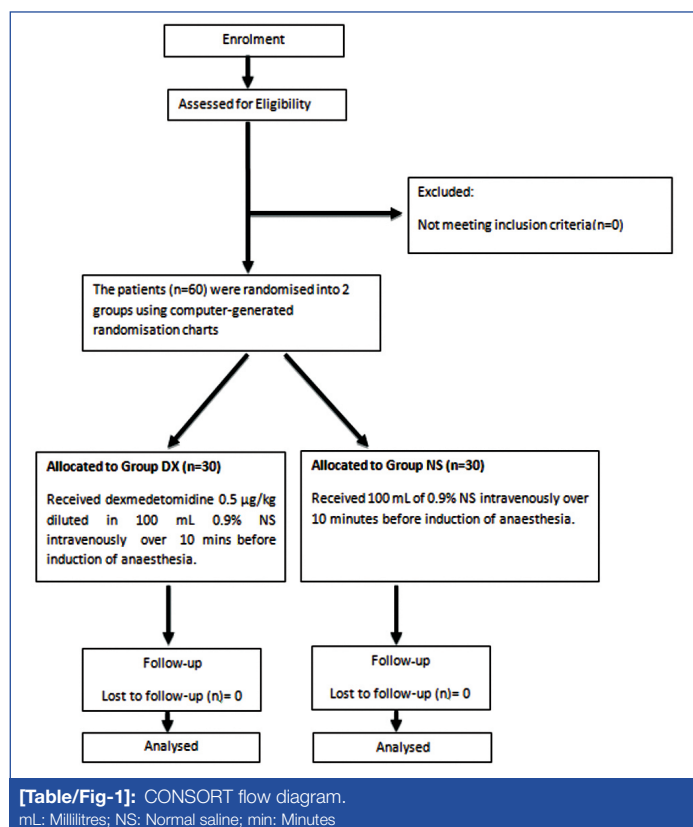 Enrolment
Assessed for Eligibility
Excluded:
Not meeting inclusion criteria(n=0)
The patients (n=60) were randomised into 2
groups using computer-generated
randomisation charts
Allocated to Group DX (n=30)
Received dexmedetomidine 0.5 µg/kg
diluted in 100 mL 0.9% NS
intravenously over 10 mins before
induction of anaesthesia.
Allocated to Group NS (n=30)
Received 100 mL of 0.9% NS intravenously over
10 minutes before induction of anaesthesia.
Follow-up
Lost to follow-up (n)= 0
Follow-up
Lost to follow-up (n)= 0
Analysed
Analysed
[Table/Fig-1]: CONSORT flow diagram.
mL: Millilitres; NS: Normal saline; min: Minutes